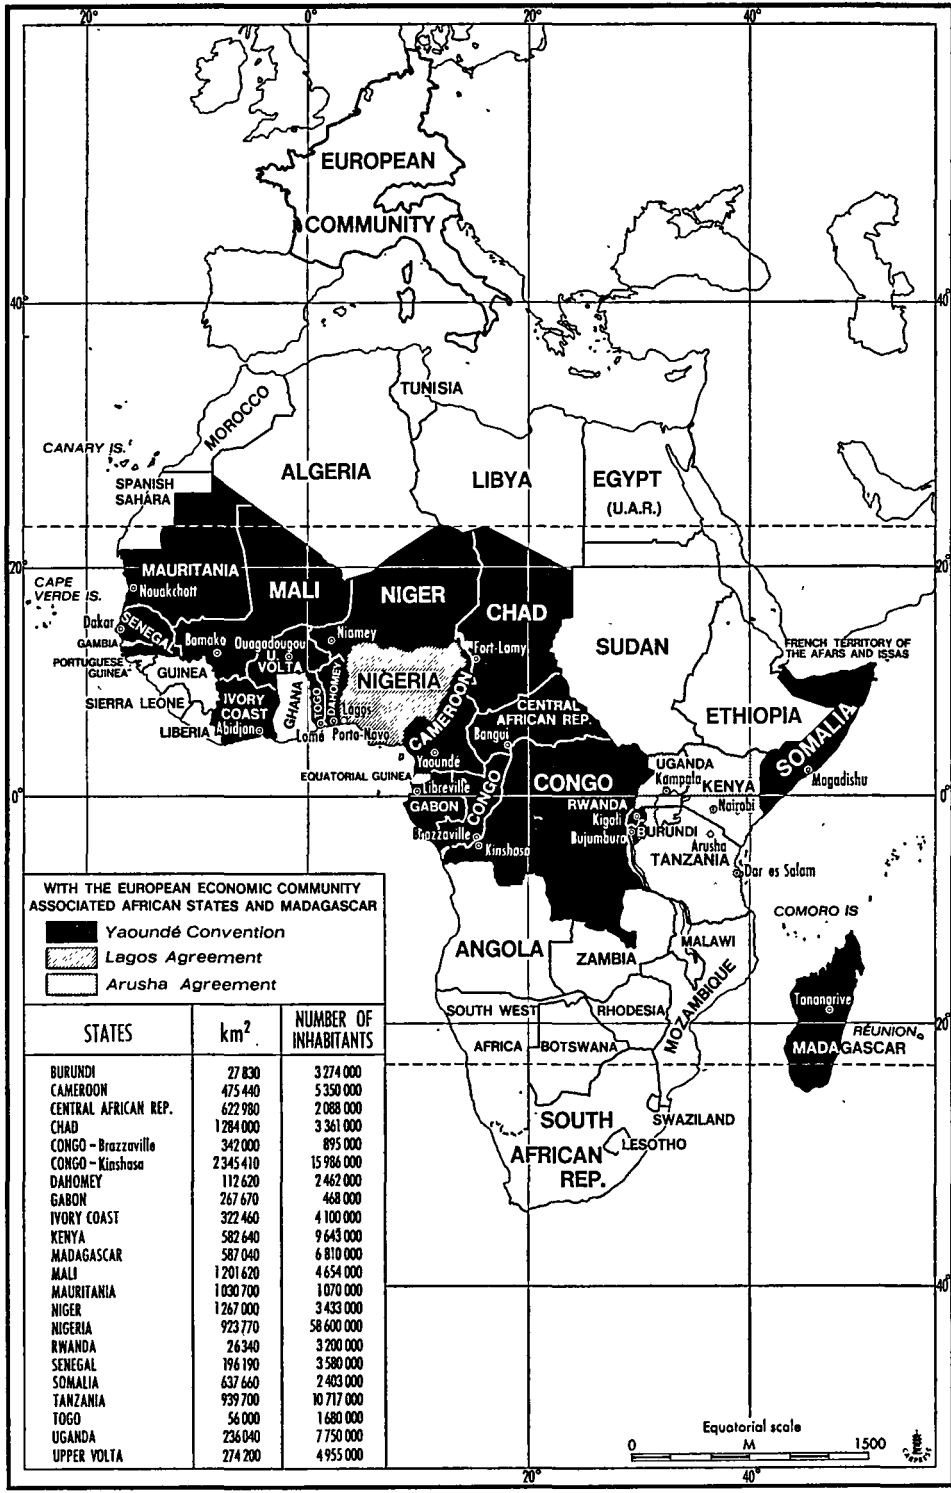 20°
0°
20°
40°
EUROPEAN
COMMUNITY
40°
40°
TUNISIA
MOROCCO
CANARY IS.
ALGERIA
LIBYA
EGYPT
(U.A.R.)
SPANISH
SAHÁRA
20°
20°
CAPE
VERDE IS.
MAURITANIA
Nouakchott
MALI
NIGER
CHAD
SUDAN
FRENCH TERRITORY OF
THE AFARS AND ISSAS
Dakar
SENEGAL
GAMBIA
Bamako
Ouagadougou
U.
VOLTA
Niamey
Fort-Lamy
PORTUGUESE
GUINEA
GUINEA
NIGERIA
SIERRA LEONE
IVORY
COAST
GHANA
TOGO
DAHOMEY
Lagos
CAMEROON
CENTRAL
AFRICAN REP.
ETHIOPIA
SOMALIA
LIBERIA
Abidjan
Lomé
Porto-Novo
Bangui
Yaoundé
EQUATORIAL GUINEA
CONGO
CONGO
UGANDA
Kampala
KENYA
Mogadishu
0°
0°
Libreville
GABON
RWANDA
Kigali
Nairobi
Brazzaville
Kinshasa
Bujumbura
BURUNDI
Arusha
TANZANIA
Dar es Salam
COMORO IS
ANGOLA
ZAMBIA
MALAWI
MOZAMBIQUE
Tananarive
SOUTH WEST
AFRICA
RHODESIA
BOTSWANA
20°
RÉUNION
MADAGASCAR
SWAZILAND
SOUTH
AFRICAN
REP.
LESOTHO
40°
WITH THE EUROPEAN ECONOMIC COMMUNITY
ASSOCIATED AFRICAN STATES AND MADAGASCAR
Yaoundé Convention
Lagos Agreement
Arusha Agreement
STATES km² NUMBER OF INHABITANTS
BURUNDI 27 830 3 274 000
CAMEROON 475 440 5 350 000
CENTRAL AFRICAN REP. 622 980 2 088 000
CHAD 1 284 000 3 361 000
CONGO - Brazzaville 342 000 895 000
CONGO - Kinshasa 2 345 410 15 986 000
DAHOMEY 112 620 2 462 000
GABON 267 670 468 000
IVORY COAST 322 460 4 100 000
KENYA 582 640 9 643 000
MADAGASCAR 587 040 6 810 000
MALI 1 201 620 4 654 000
MAURITANIA 1 030 700 1 070 000
NIGER 1 267 000 3 433 000
NIGERIA 923 770 58 600 000
RWANDA 26 340 3 200 000
SENEGAL 196 190 3 580 000
SOMALIA 637 660 2 403 000
TANZANIA 939 700 10 717 000
TOGO 56 000 1 680 000
UGANDA 236 040 7 750 000
UPPER VOLTA 274 200 4 955 000
Equatorial scale
0 M 1500
20°
40°